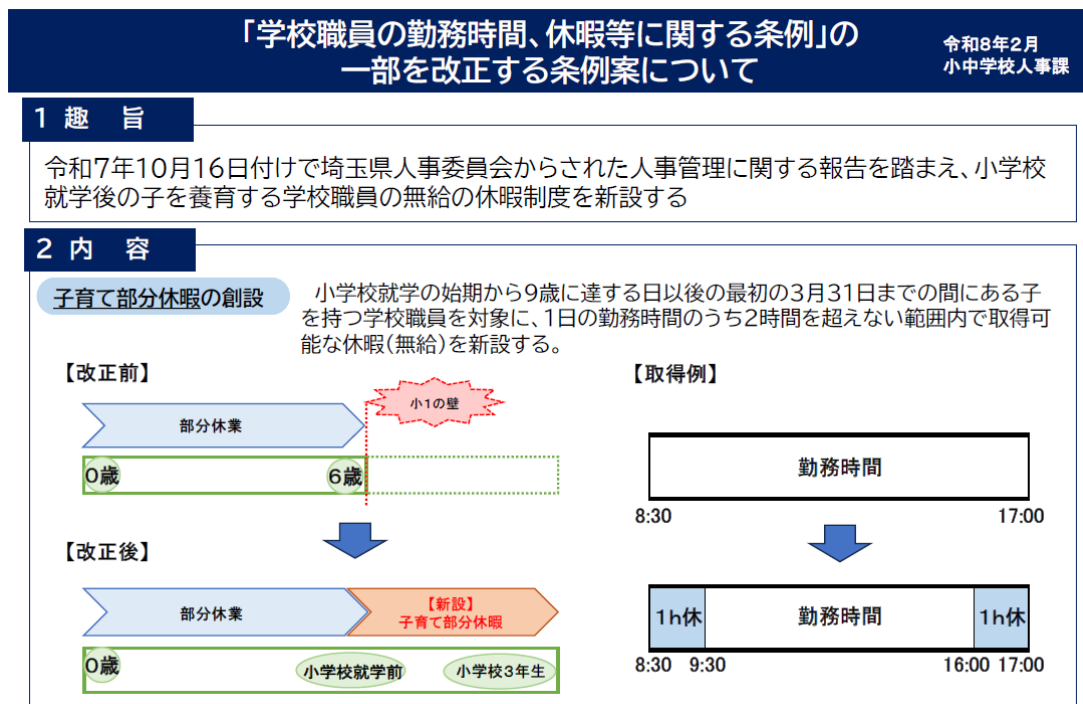 「学校職員の勤務時間、休暇等に関する条例」の
一部を改正する条例案について
令和8年2月
小中学校人事課
1 趣 旨
令和7年10月16日付けで埼玉県人事委員会からされた人事管理に関する報告を踏まえ、小学校
就学後の子を養育する学校職員の無給の休暇制度を新設する
2 内 容
子育て部分休暇の創設
小学校就学の始期から9歳に達する日以後の最初の3月31日までの間にある子
を持つ学校職員を対象に、1日の勤務時間のうち2時間を超えない範囲内で取得可
能な休暇(無給)を新設する。
【改正前】
小1の壁
部分休業
0歳
6歳
【改正後】
部分休業
【新設】
子育て部分休暇
0歳
小学校就学前
小学校3年生
【取得例】
勤務時間
8:30
17:00
1h休
勤務時間
1h休
8:30 9:30
16:00 17:00